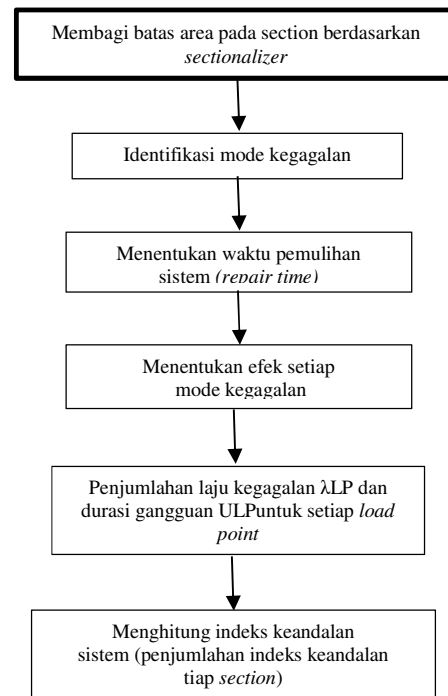 Membagi batas area pada section berdasarkan
sectionalizer
Identifikasi mode kegagalan
Menentukan waktu pemulihan
sistem (repair time)
Menentukan efek setiap
mode kegagalan
Penjumlahan laju kegagalan λLP dan
durasi gangguan ULPuntuk setiap load
point
Menghitung indeks keandalan
sistem (penjumlahan indeks keandalan
tiap section)